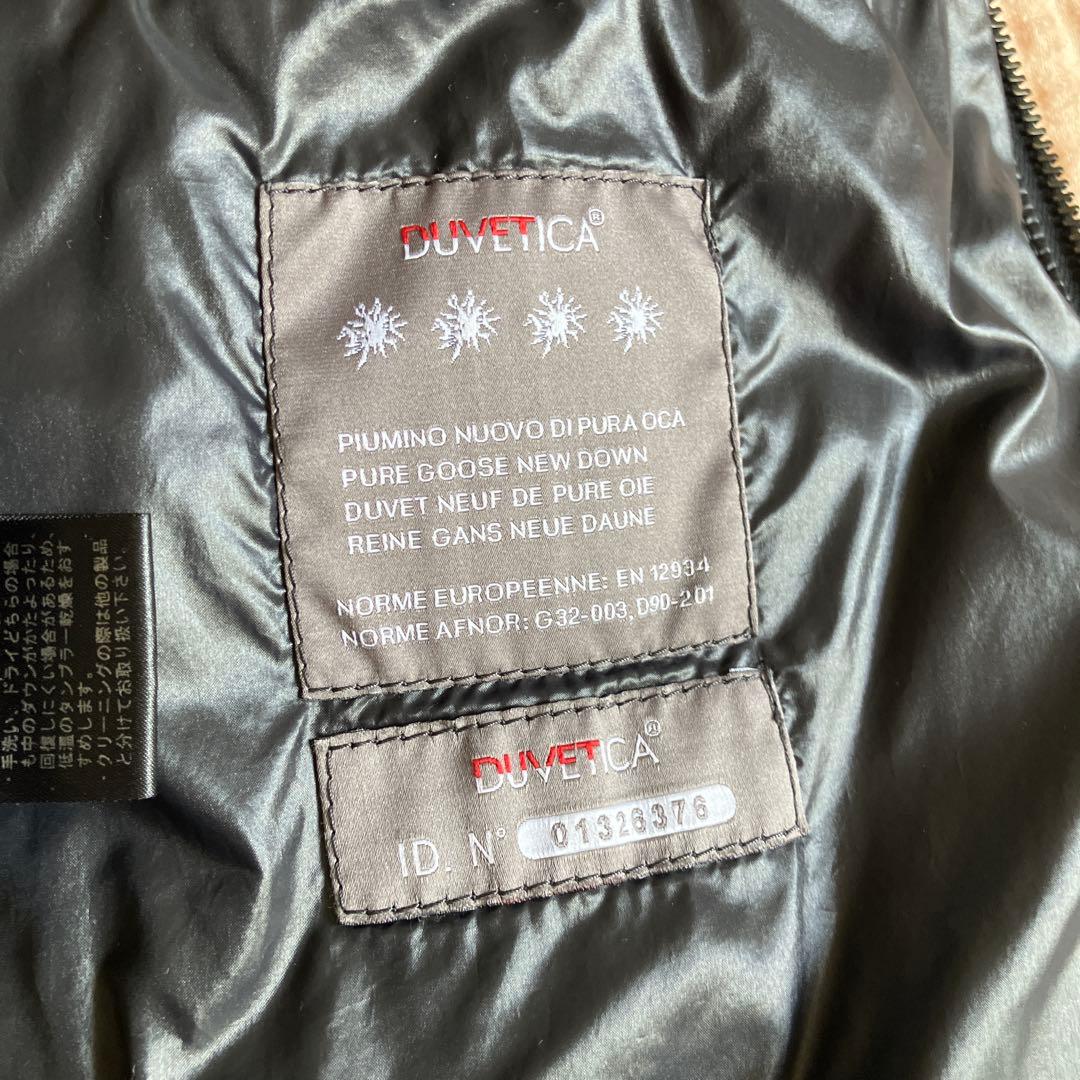 DUVETICA®
PIUMINO NUOVO DI PURA OCA
PURE GOOSE NEW DOWN
DUVET NEUF DE PURE OIE
REINE GANS NEUE DAUNE
NORME EUROPEENNE: EN 12934
NORME AFNOR: G32-003, D90-201
DUVETICA®
ID. N° 01326376
・手洗い、ドライどちらの場合
も中のダウンがかたよったり、
回復しにくい場合があるため、
低温のタンブラー乾燥をおす
すめします。
・クリーニングの際は他の製品
と分けてお取り扱い下さい。